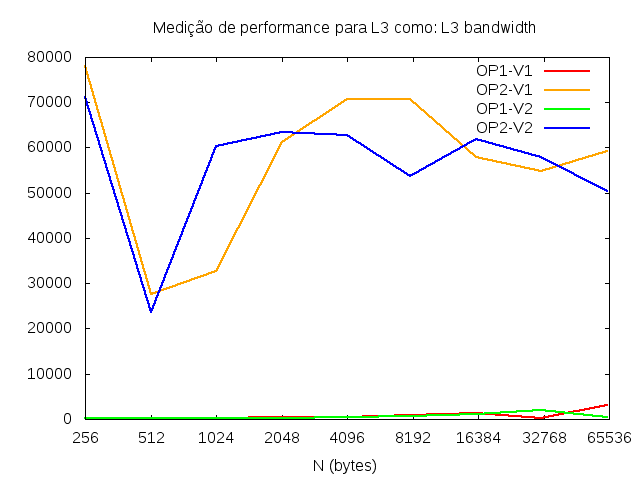 Medição de performance para L3 como: L3 bandwidth
80000
70000
60000
50000
40000
30000
20000
10000
0
OP1-V1
OP2-V1
OP1-V2
OP2-V2
256 512 1024 2048 4096 8192 16384 32768 65536
N (bytes)